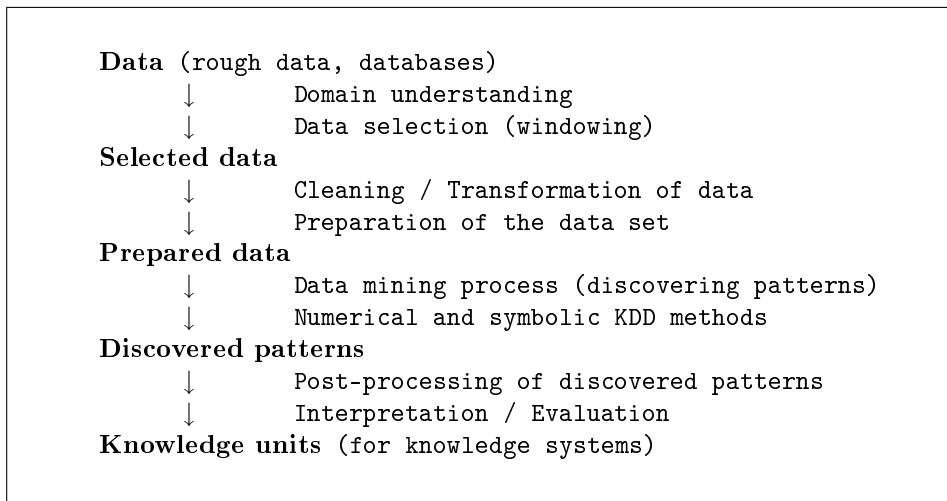 Data (rough data, databases)
↓ Domain understanding
↓ Data selection (windowing)
Selected data
↓ Cleaning / Transformation of data
↓ Preparation of the data set
Prepared data
↓ Data mining process (discovering patterns)
↓ Numerical and symbolic KDD methods
Discovered patterns
↓ Post-processing of discovered patterns
↓ Interpretation / Evaluation
Knowledge units (for knowledge systems)